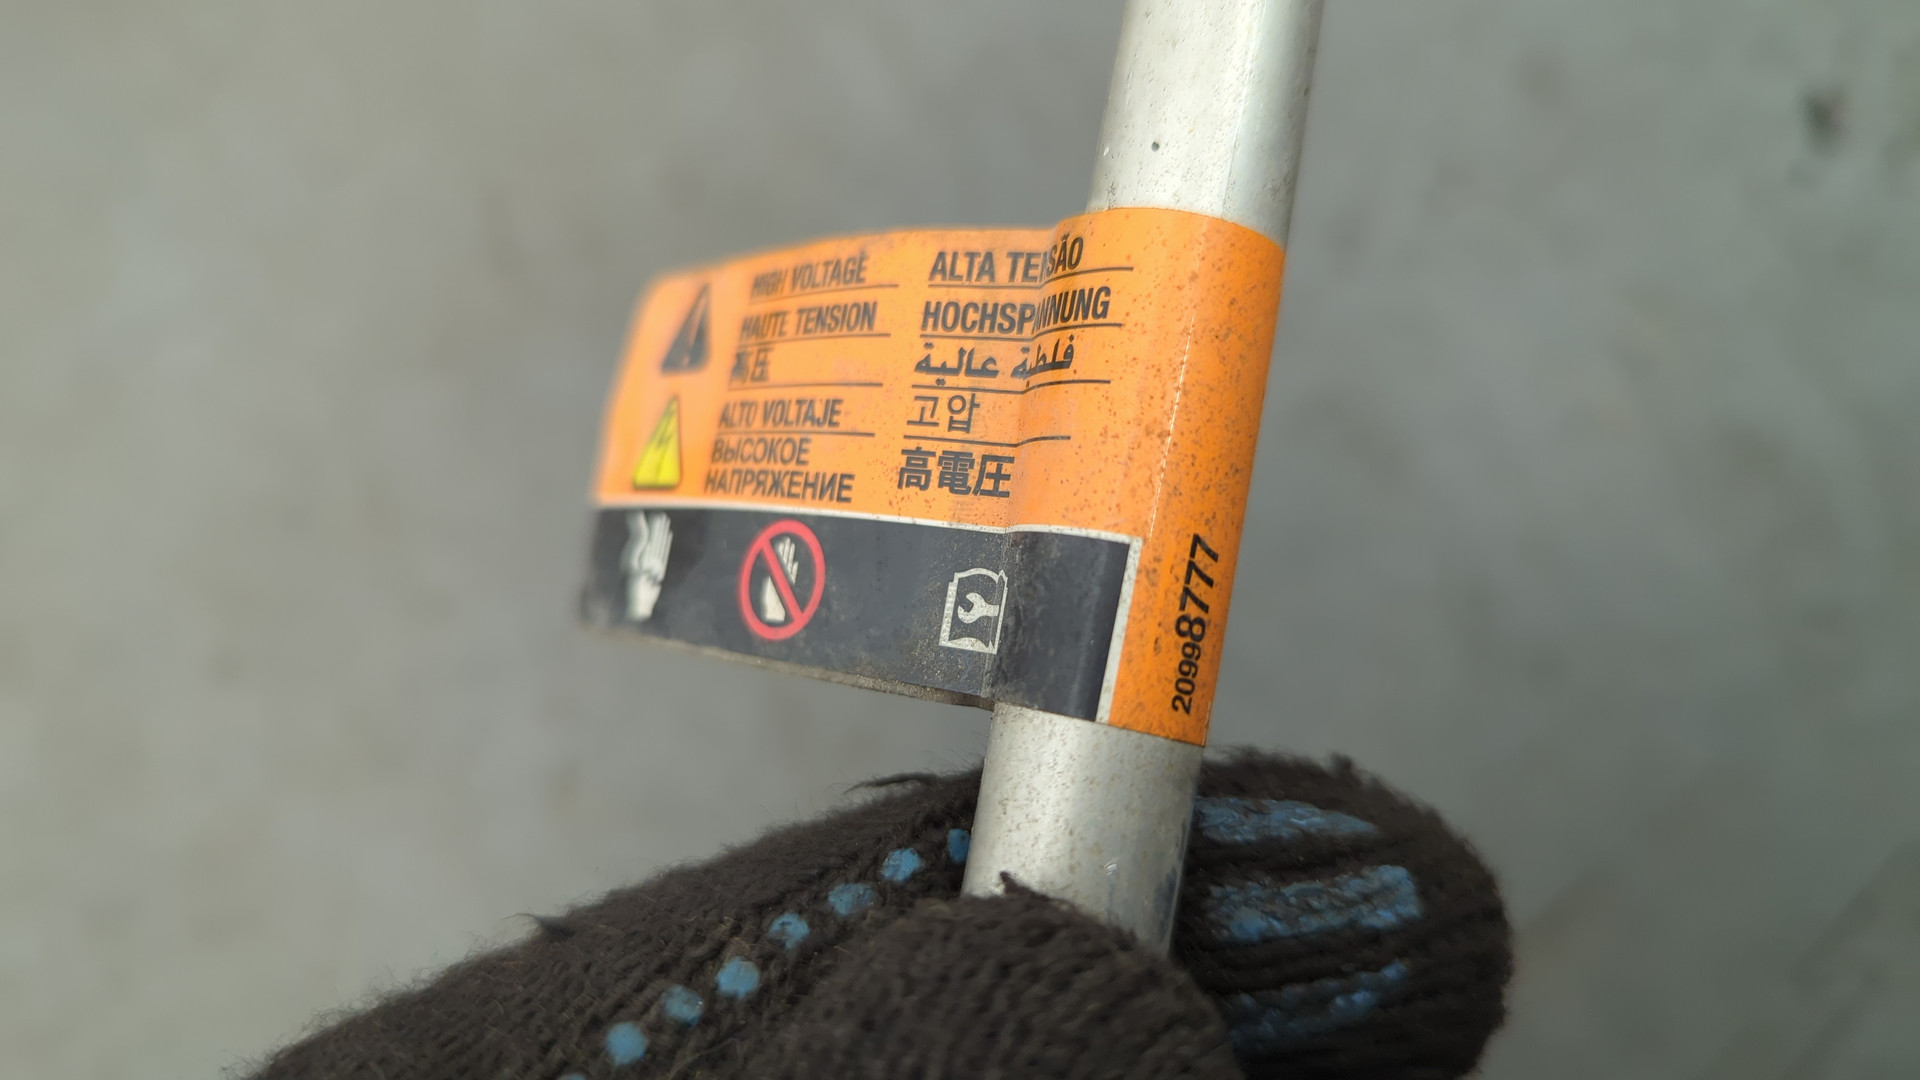 HIGH VOLTAGE
HAUTE TENSION
高压
ALTO VOLTAJE
ВЫСОКОЕ
НАПРЯЖЕНИЕ
ALTA TENSÃO
HOCHSPANNUNG
فلطية عالية
고압
高電圧
20998777